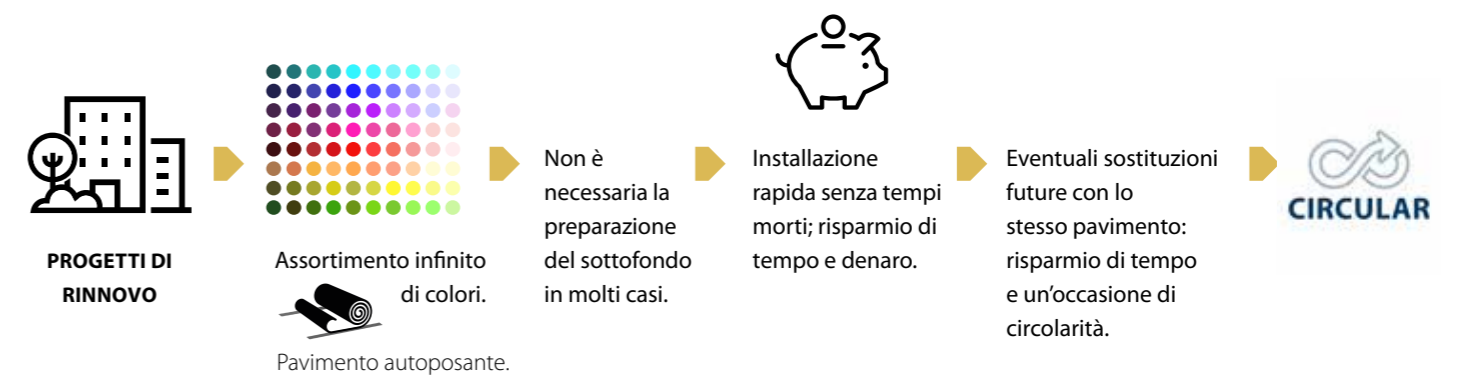 PROGETTI DI
RINNOVO
Assortimento infinito
di colori.
Pavimento autoposante.
Non è
necessaria la
preparazione
del sottofondo
in molti casi.
Installazione
rapida senza tempi
morti; risparmio di
tempo e denaro.
Eventuali sostituzioni
future con lo
stesso pavimento:
risparmio di tempo
e un’occasione di
circolarità.
CIRCULAR